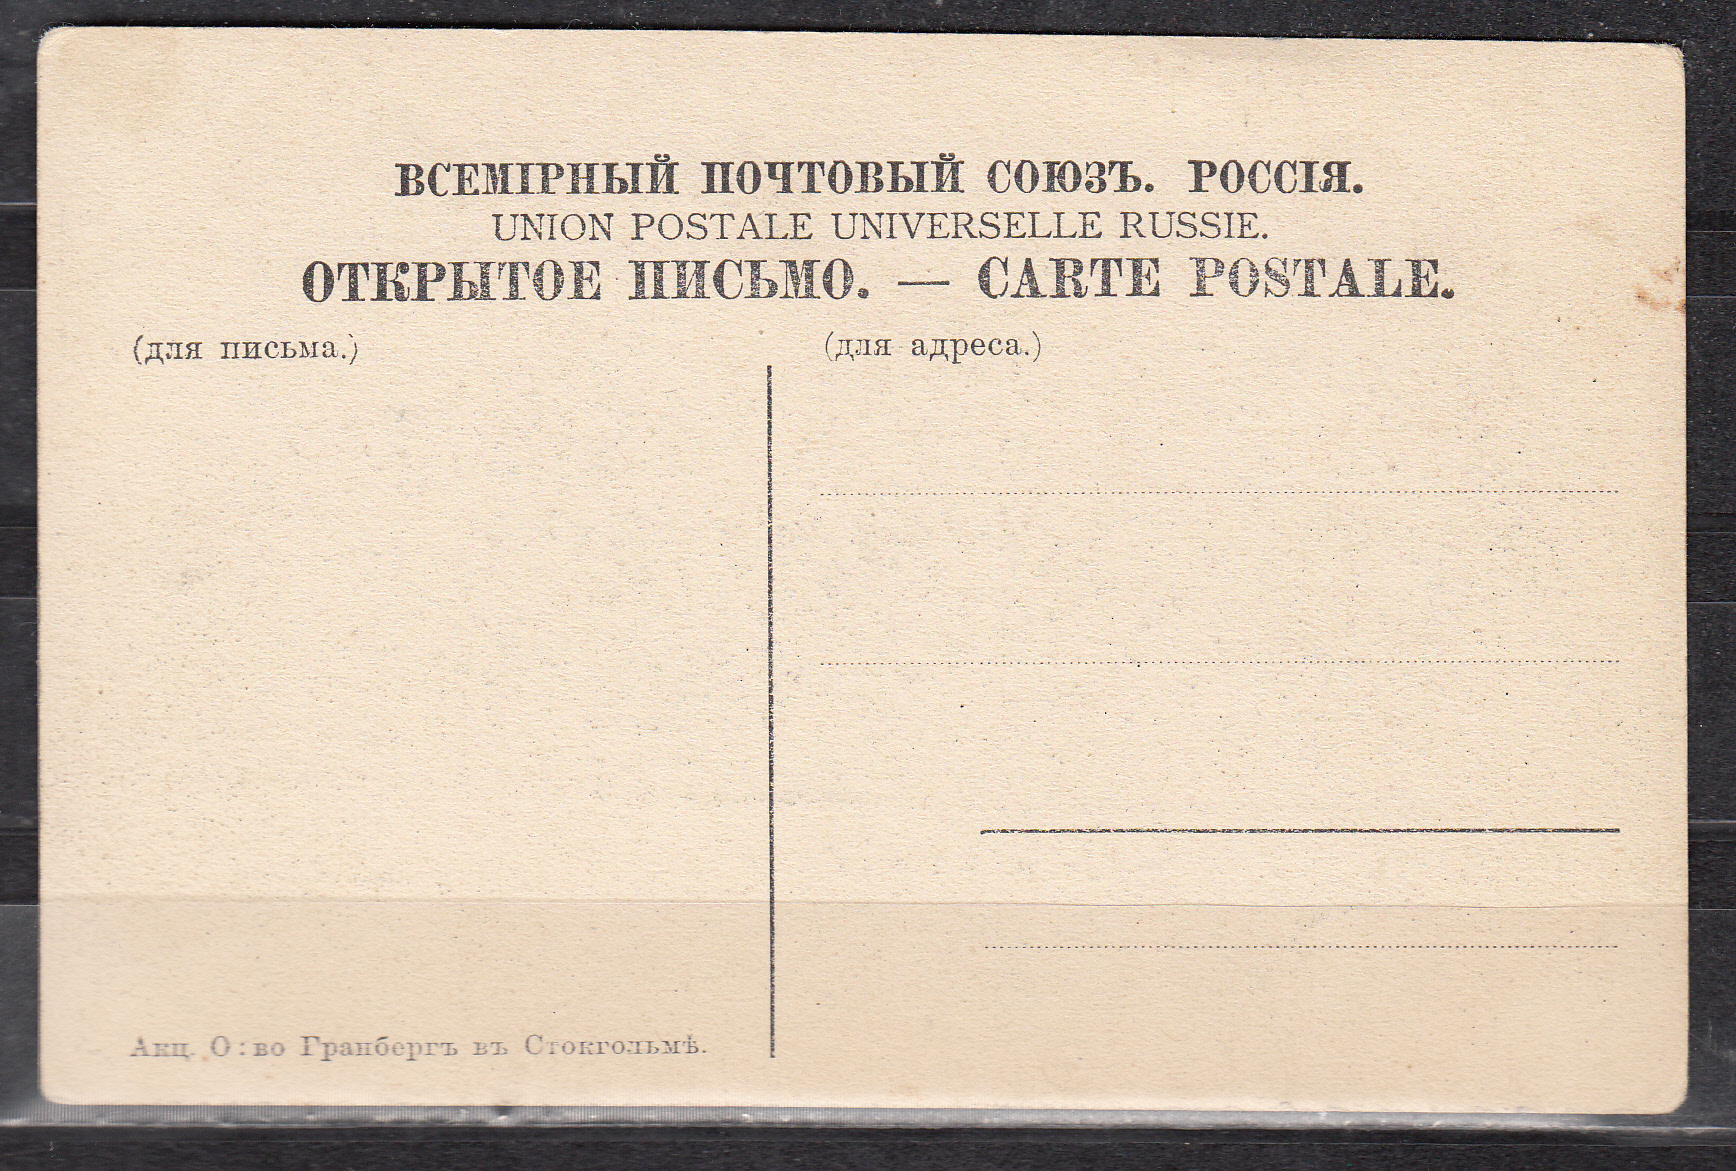 ВСЕМІРНЫЙ ПОЧТОВЫЙ СОЮЗЪ. РОССІЯ.
UNION POSTALE UNIVERSELLE RUSSIE.
ОТКРЫТОЕ ПИСЬМО. — CARTE POSTALE.
(для письма.)
(для адреса.)
Акц. О:во Гранбергъ въ Стокгольмѣ.